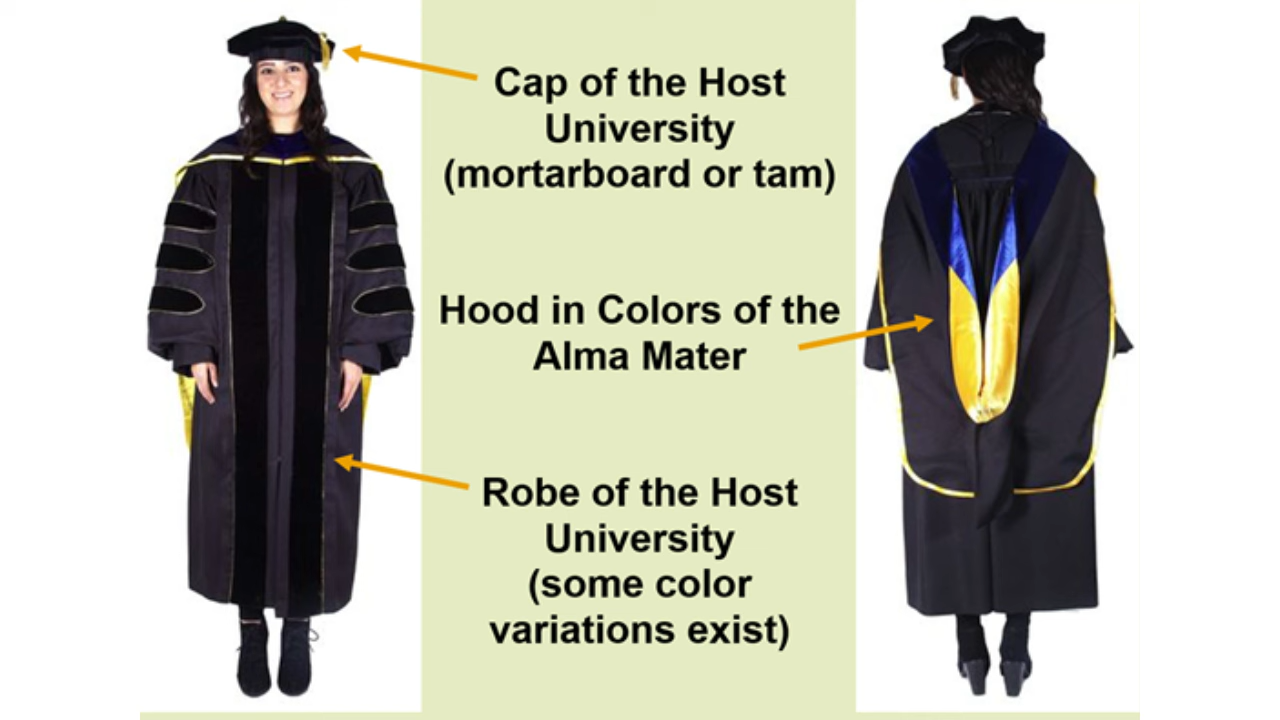 Cap of the Host
University
(mortarboard or tam)
Hood in Colors of the
Alma Mater
Robe of the Host
University
(some color
variations exist)